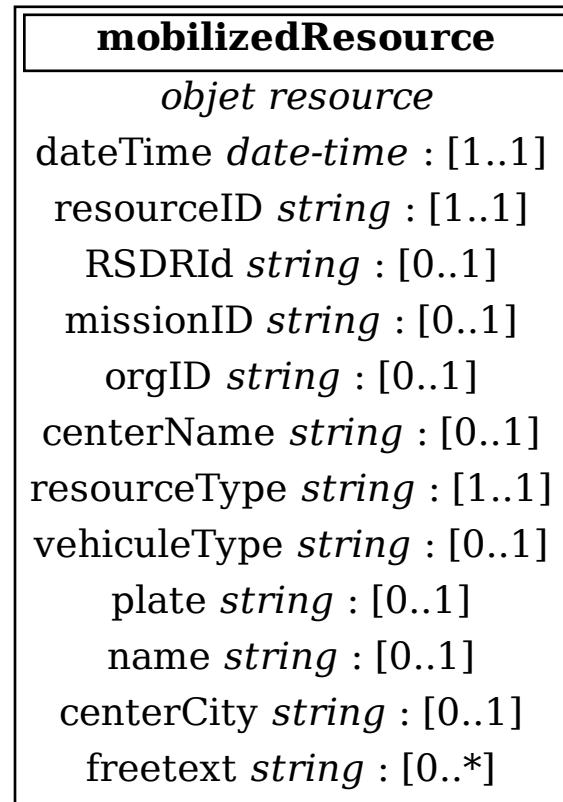 mobilizedResource
objet resource
dateTime date-time : [1..1]
resourceID string : [1..1]
RSDRId string : [0..1]
missionID string : [0..1]
orgID string : [0..1]
centerName string : [0..1]
resourceType string : [1..1]
vehiculeType string : [0..1]
plate string : [0..1]
name string : [0..1]
centerCity string : [0..1]
freetext string : [0..*]